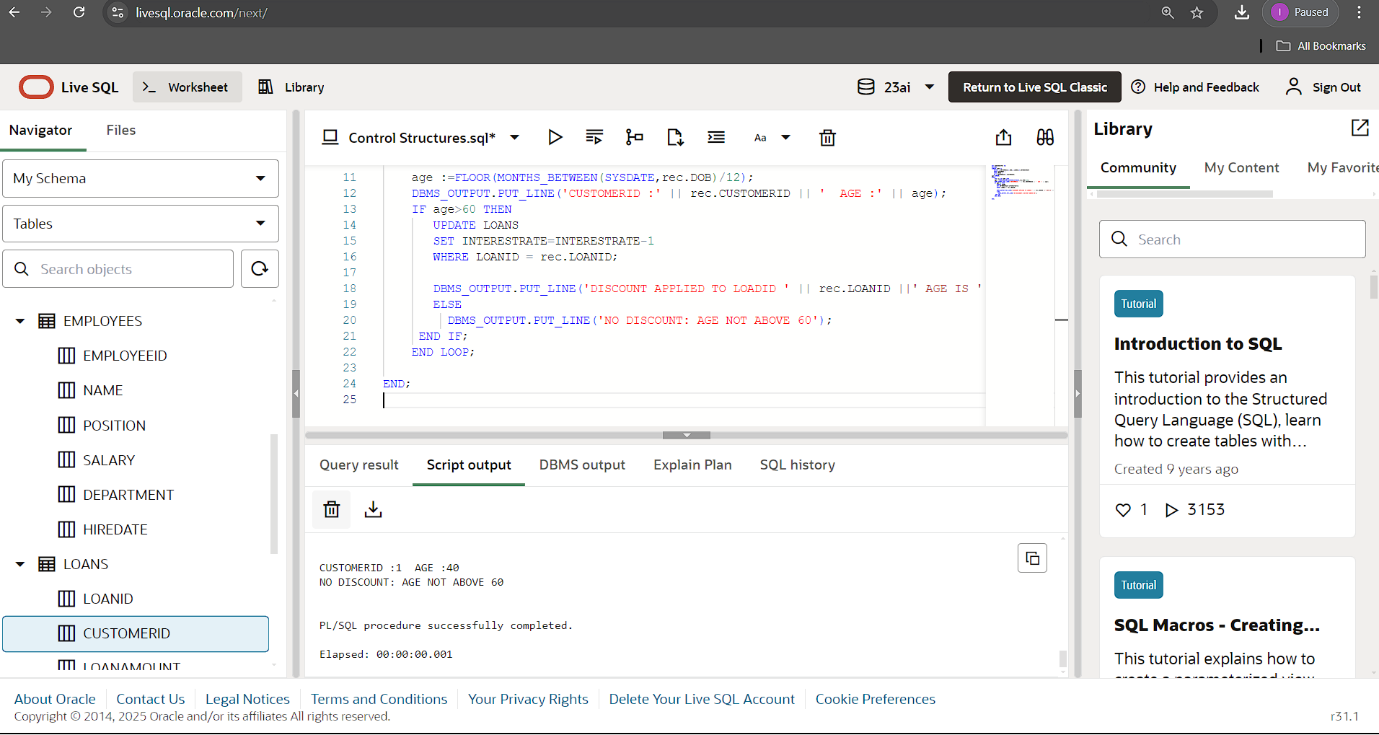 livesql.oracle.com/next/
I
Paused
All Bookmarks
Live SQL
>_ Worksheet
Library
23ai
Return to Live SQL Classic
Help and Feedback
Sign Out
Navigator
Files
My Schema
Tables
Search objects
EMPLOYEES
EMPLOYEEID
NAME
POSITION
SALARY
DEPARTMENT
HIREDATE
LOANS
LOANID
CUSTOMERID
LOANAMOUNT
Control Structures.sql*
Aa
11 age :=FLOOR(MONTHS_BETWEEN(SYSDATE,rec.DOB)/12);
12 DBMS_OUTPUT.PUT_LINE('CUSTOMERID :' || rec.CUSTOMERID || '  AGE :' || age);
13 IF age>60 THEN
14 UPDATE LOANS
15 SET INTERESTRATE=INTERESTRATE-1
16 WHERE LOANID = rec.LOANID;
17
18 DBMS_OUTPUT.PUT_LINE('DISCOUNT APPLIED TO LOADID ' || rec.LOANID ||' AGE IS '
19 ELSE
20 DBMS_OUTPUT.PUT_LINE('NO DISCOUNT: AGE NOT ABOVE 60');
21 END IF;
22 END LOOP;
23
24 END;
25
Query result
Script output
DBMS output
Explain Plan
SQL history
CUSTOMERID :1  AGE :40
NO DISCOUNT: AGE NOT ABOVE 60
PL/SQL procedure successfully completed.
Elapsed: 00:00:00.001
Library
Community
My Content
My Favorite
Search
Tutorial
Introduction to SQL
This tutorial provides an
introduction to the Structured
Query Language (SQL), learn
how to create tables with...
Created 9 years ago
1
3153
Tutorial
SQL Macros - Creating...
This tutorial explains how to
create a parameterized view
About Oracle
Contact Us
Legal Notices
Terms and Conditions
Your Privacy Rights
Delete Your Live SQL Account
Cookie Preferences
Copyright © 2014, 2025 Oracle and/or its affiliates All rights reserved.
r31.1